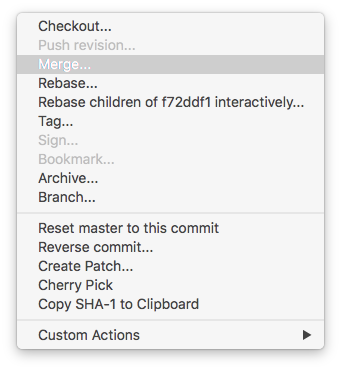 Checkout...
Push revision...
Merge...
Rebase...
Rebase children of f72ddf1 interactively...
Tag...
Sign...
Bookmark...
Archive...
Branch...
Reset master to this commit
Reverse commit...
Create Patch...
Cherry Pick
Copy SHA-1 to Clipboard
Custom Actions